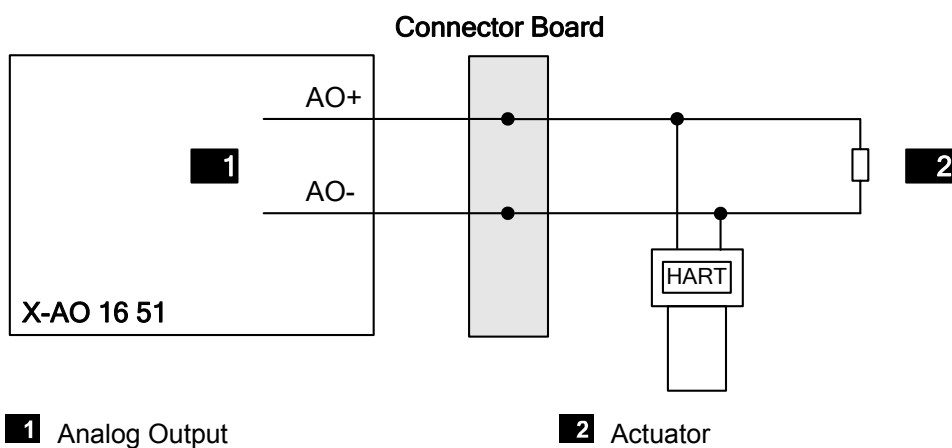 Connector Board
AO+
1
2
AO-
HART
X-AO 16 51
1 Analog Output
2 Actuator